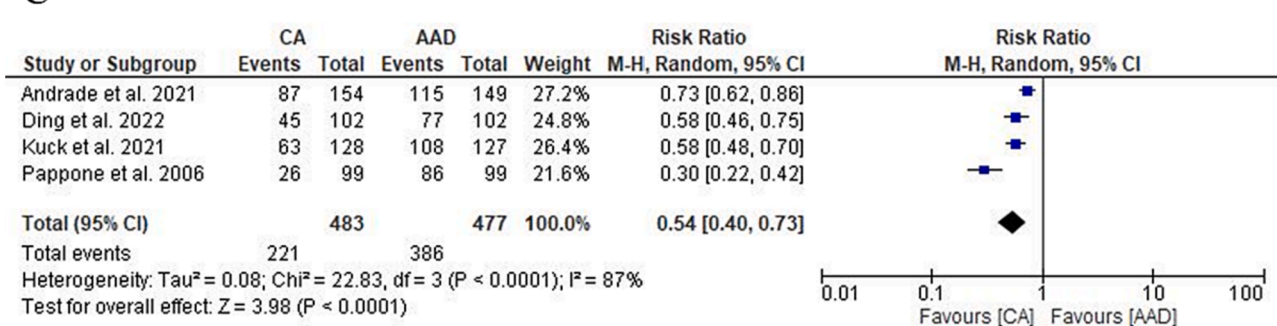 CA AAD Risk Ratio Risk Ratio
Study or Subgroup Events Total Events Total Weight M-H, Random, 95% CI M-H, Random, 95% CI
Andrade et al. 2021 87 154 115 149 27.2% 0.73 [0.62, 0.86]
Ding et al. 2022 45 102 77 102 24.8% 0.58 [0.46, 0.75]
Kuck et al. 2021 63 128 108 127 26.4% 0.58 [0.48, 0.70]
Pappone et al. 2006 26 99 86 99 21.6% 0.30 [0.22, 0.42]
Total (95% CI) 483 477 100.0% 0.54 [0.40, 0.73]
Total events 221 386
Heterogeneity: Tau² = 0.08; Chi² = 22.83, df = 3 (P < 0.0001); I² = 87%
Test for overall effect: Z = 3.98 (P < 0.0001)
0.01 0.1 1 10 100
Favours [CA] Favours [AAD]